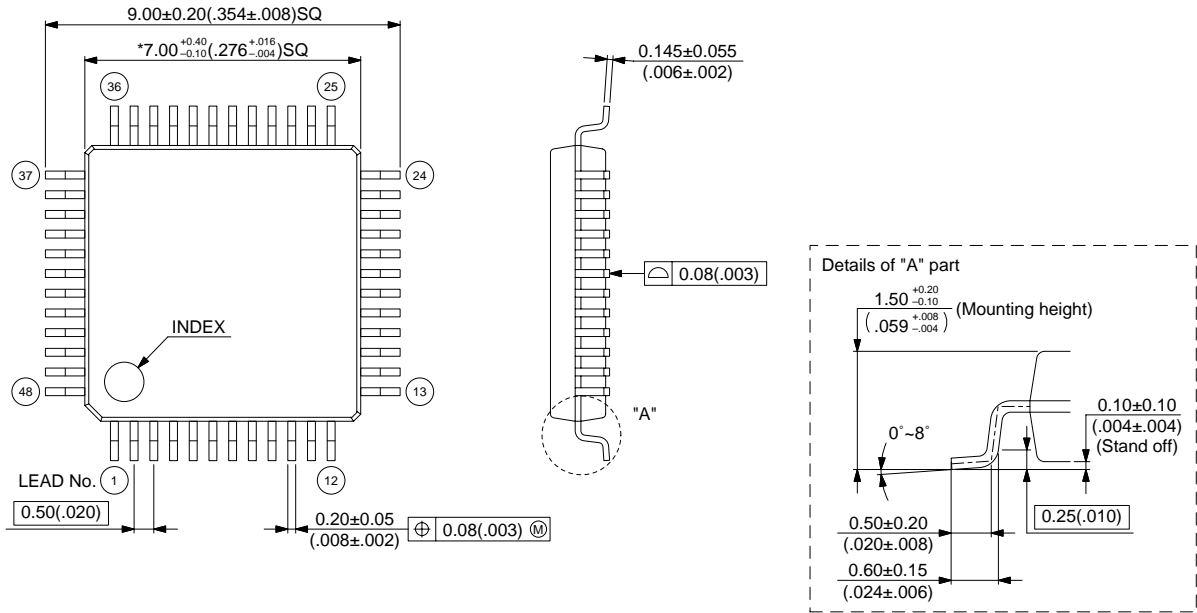 9.00±0.20(.354±.008)SQ
*7.00 +0.40 −0.10 (.276 +.016 −.004 )SQ
0.145±0.055
(.006±.002)
36
25
37
24
0.08(.003)
INDEX
48
13
"A"
LEAD No.
1
12
0.50(.020)
0.20±0.05
(.008±.002)
⌖ 0.08(.003) Ⓜ
Details of "A" part
1.50 +0.20 −0.10 (Mounting height)
(.059 +.008 −.004 )
0.10±0.10
(.004±.004)
(Stand off)
0°~8°
0.50±0.20
(.020±.008)
0.25(.010)
0.60±0.15
(.024±.006)